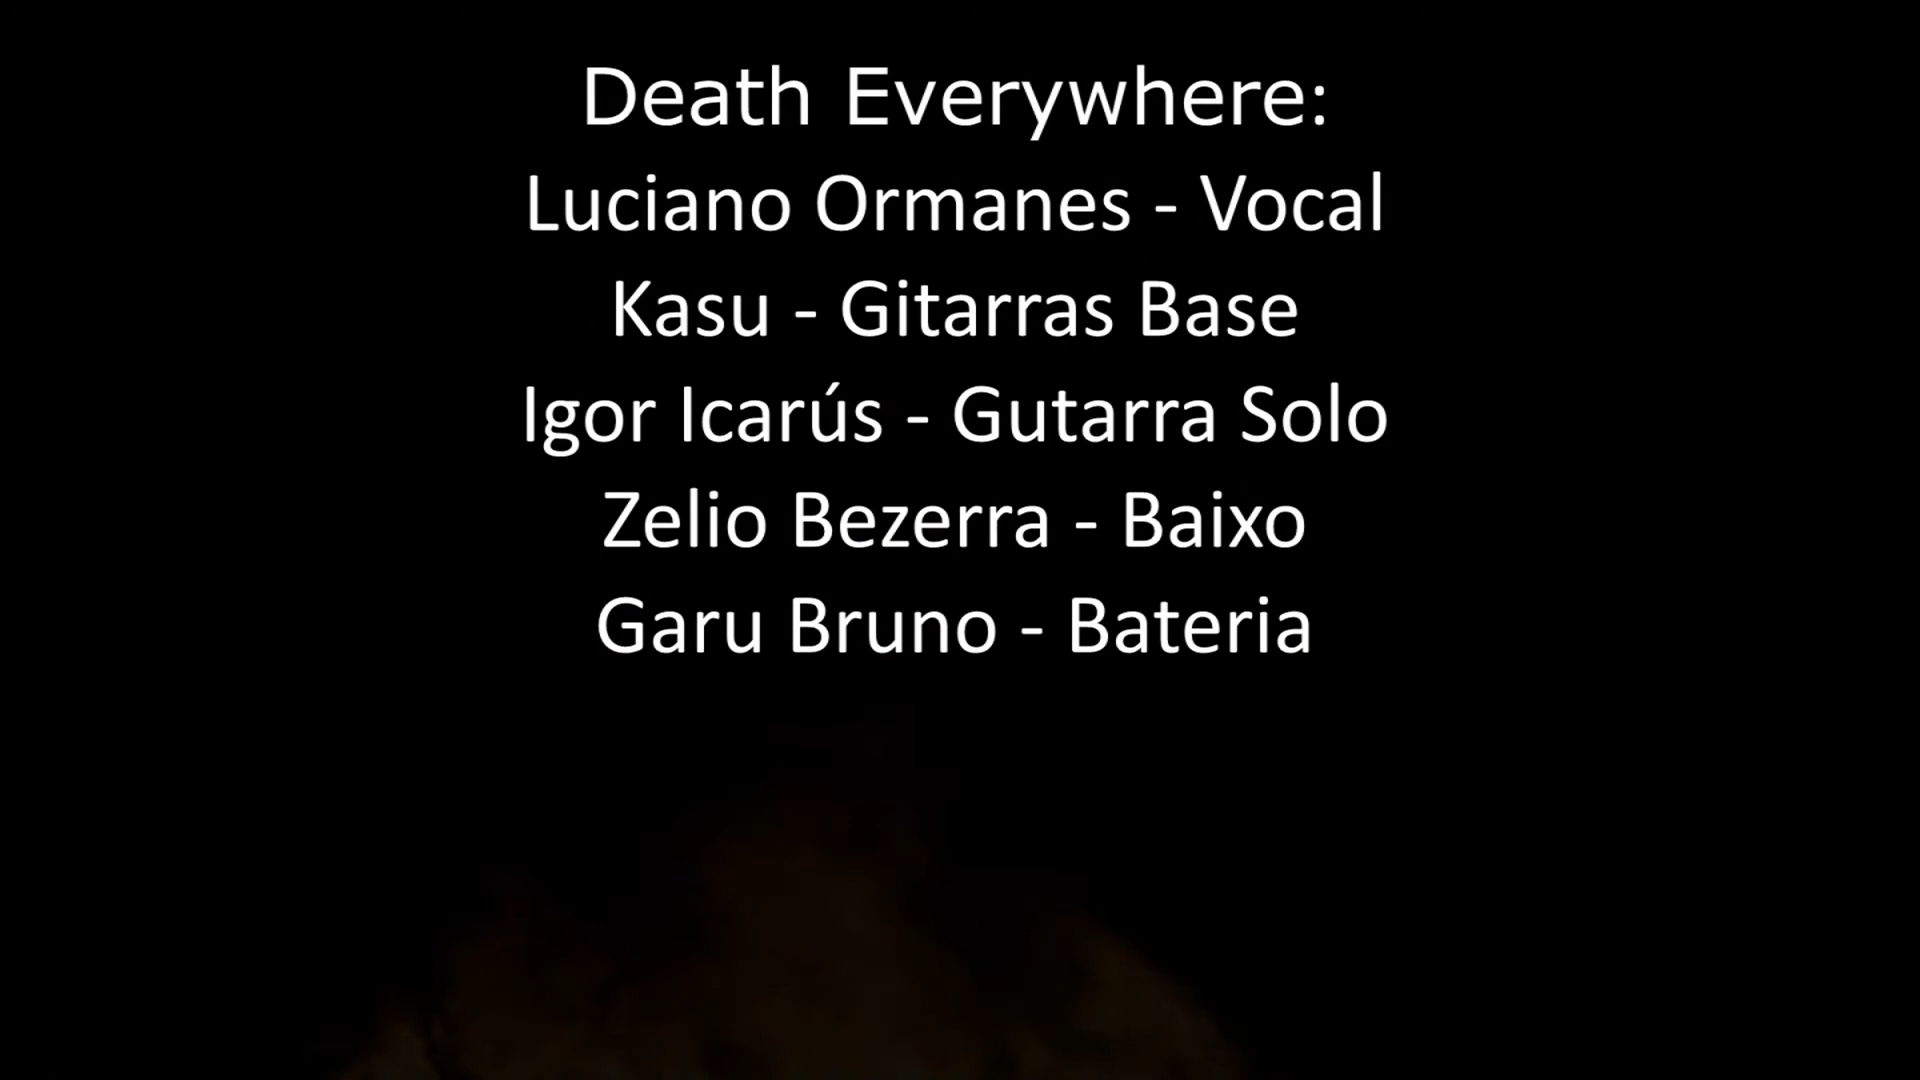 Death Everywhere:
Luciano Ormanes - Vocal
Kasu - Gitarras Base
Igor Icarús - Gutarra Solo
Zelio Bezerra - Baixo
Garu Bruno - Bateria